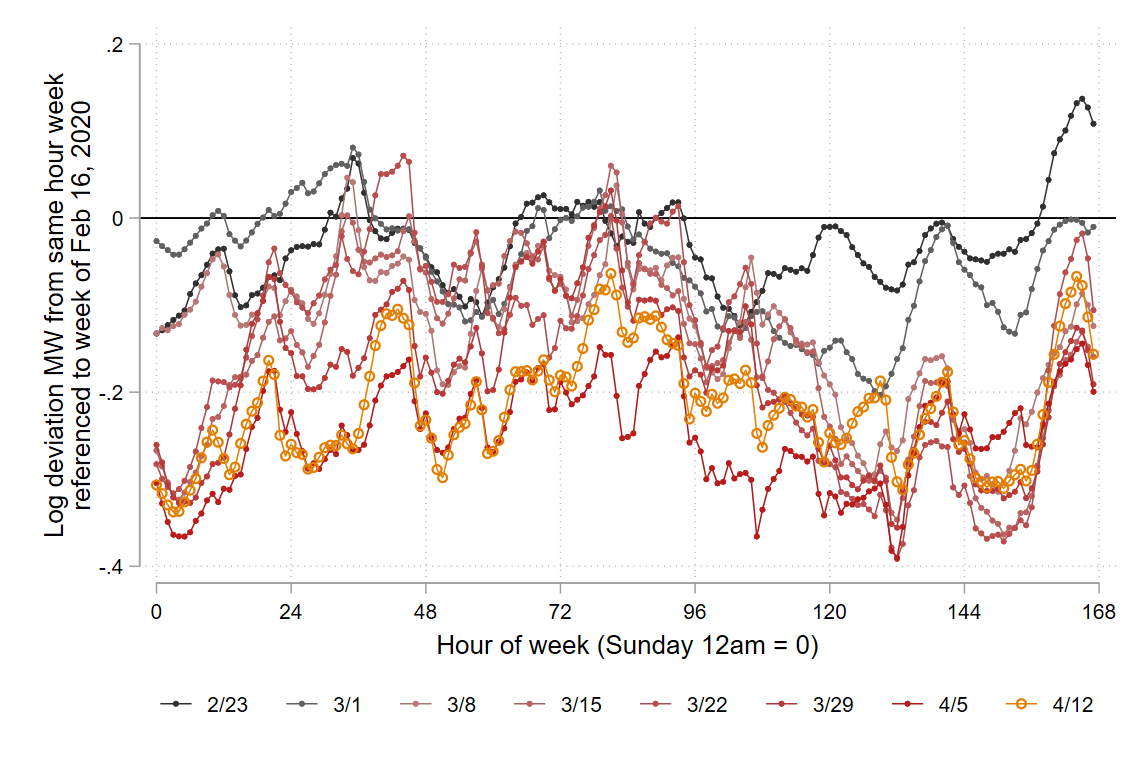 Log deviation MW from same hour week
referenced to week of Feb 16, 2020
.2
0
-.2
-.4
0 24 48 72 96 120 144 168
Hour of week (Sunday 12am = 0)
2/23 3/1 3/8 3/15 3/22 3/29 4/5 4/12